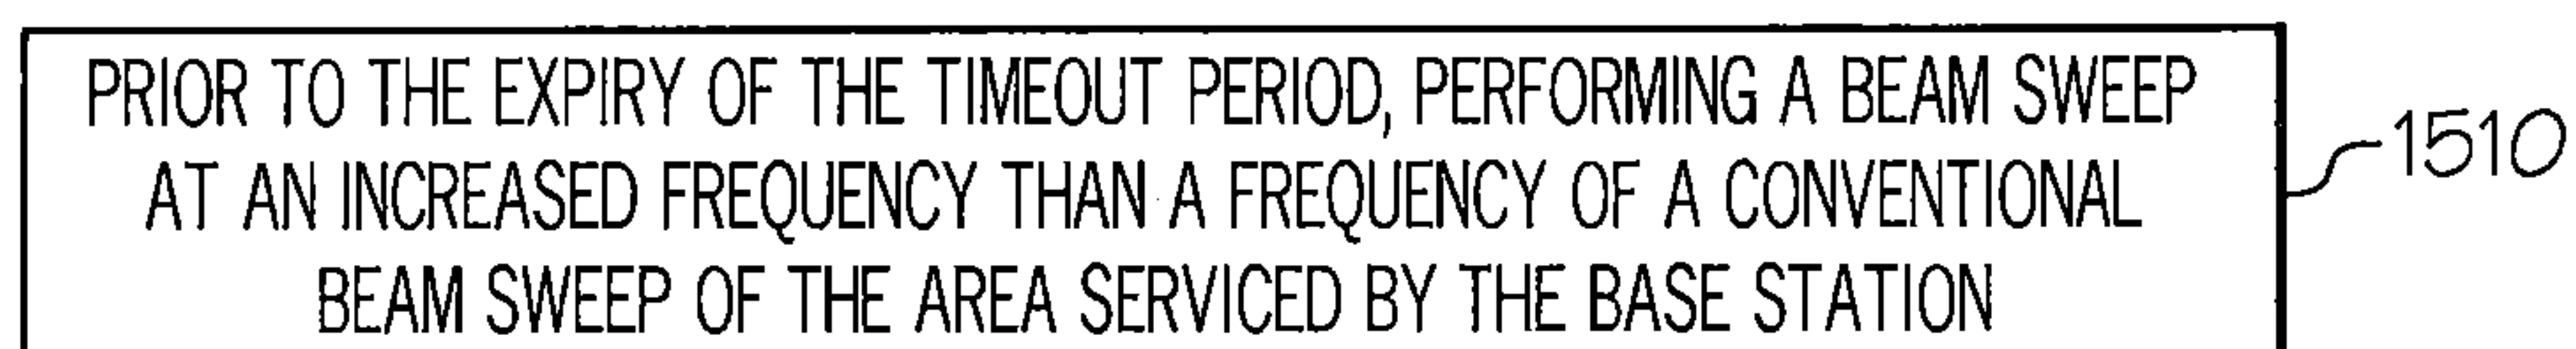 PRIOR TO THE EXPIRY OF THE TIMEOUT PERIOD, PERFORMING A BEAM SWEEP
AT AN INCREASED FREQUENCY THAN A FREQUENCY OF A CONVENTIONAL
BEAM SWEEP OF THE AREA SERVICED BY THE BASE STATION
1510